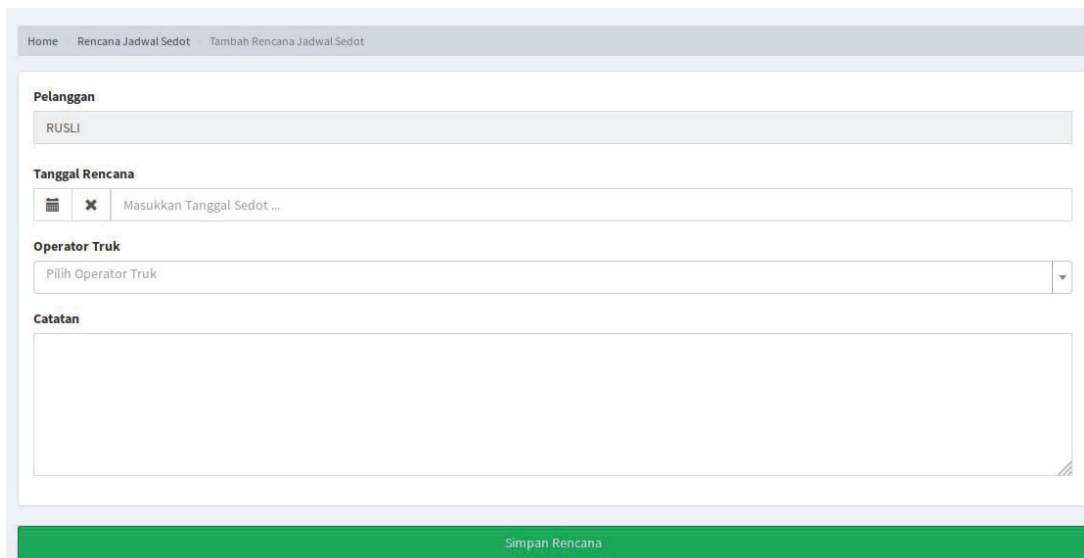 Home Rencana Jadwal Sedot Tambah Rencana Jadwal Sedot
Pelanggan
RUSLI
Tanggal Rencana
Masukkan Tanggal Sedot ...
Operator Truk
Pilih Operator Truk
Catatan
Simpan Rencana